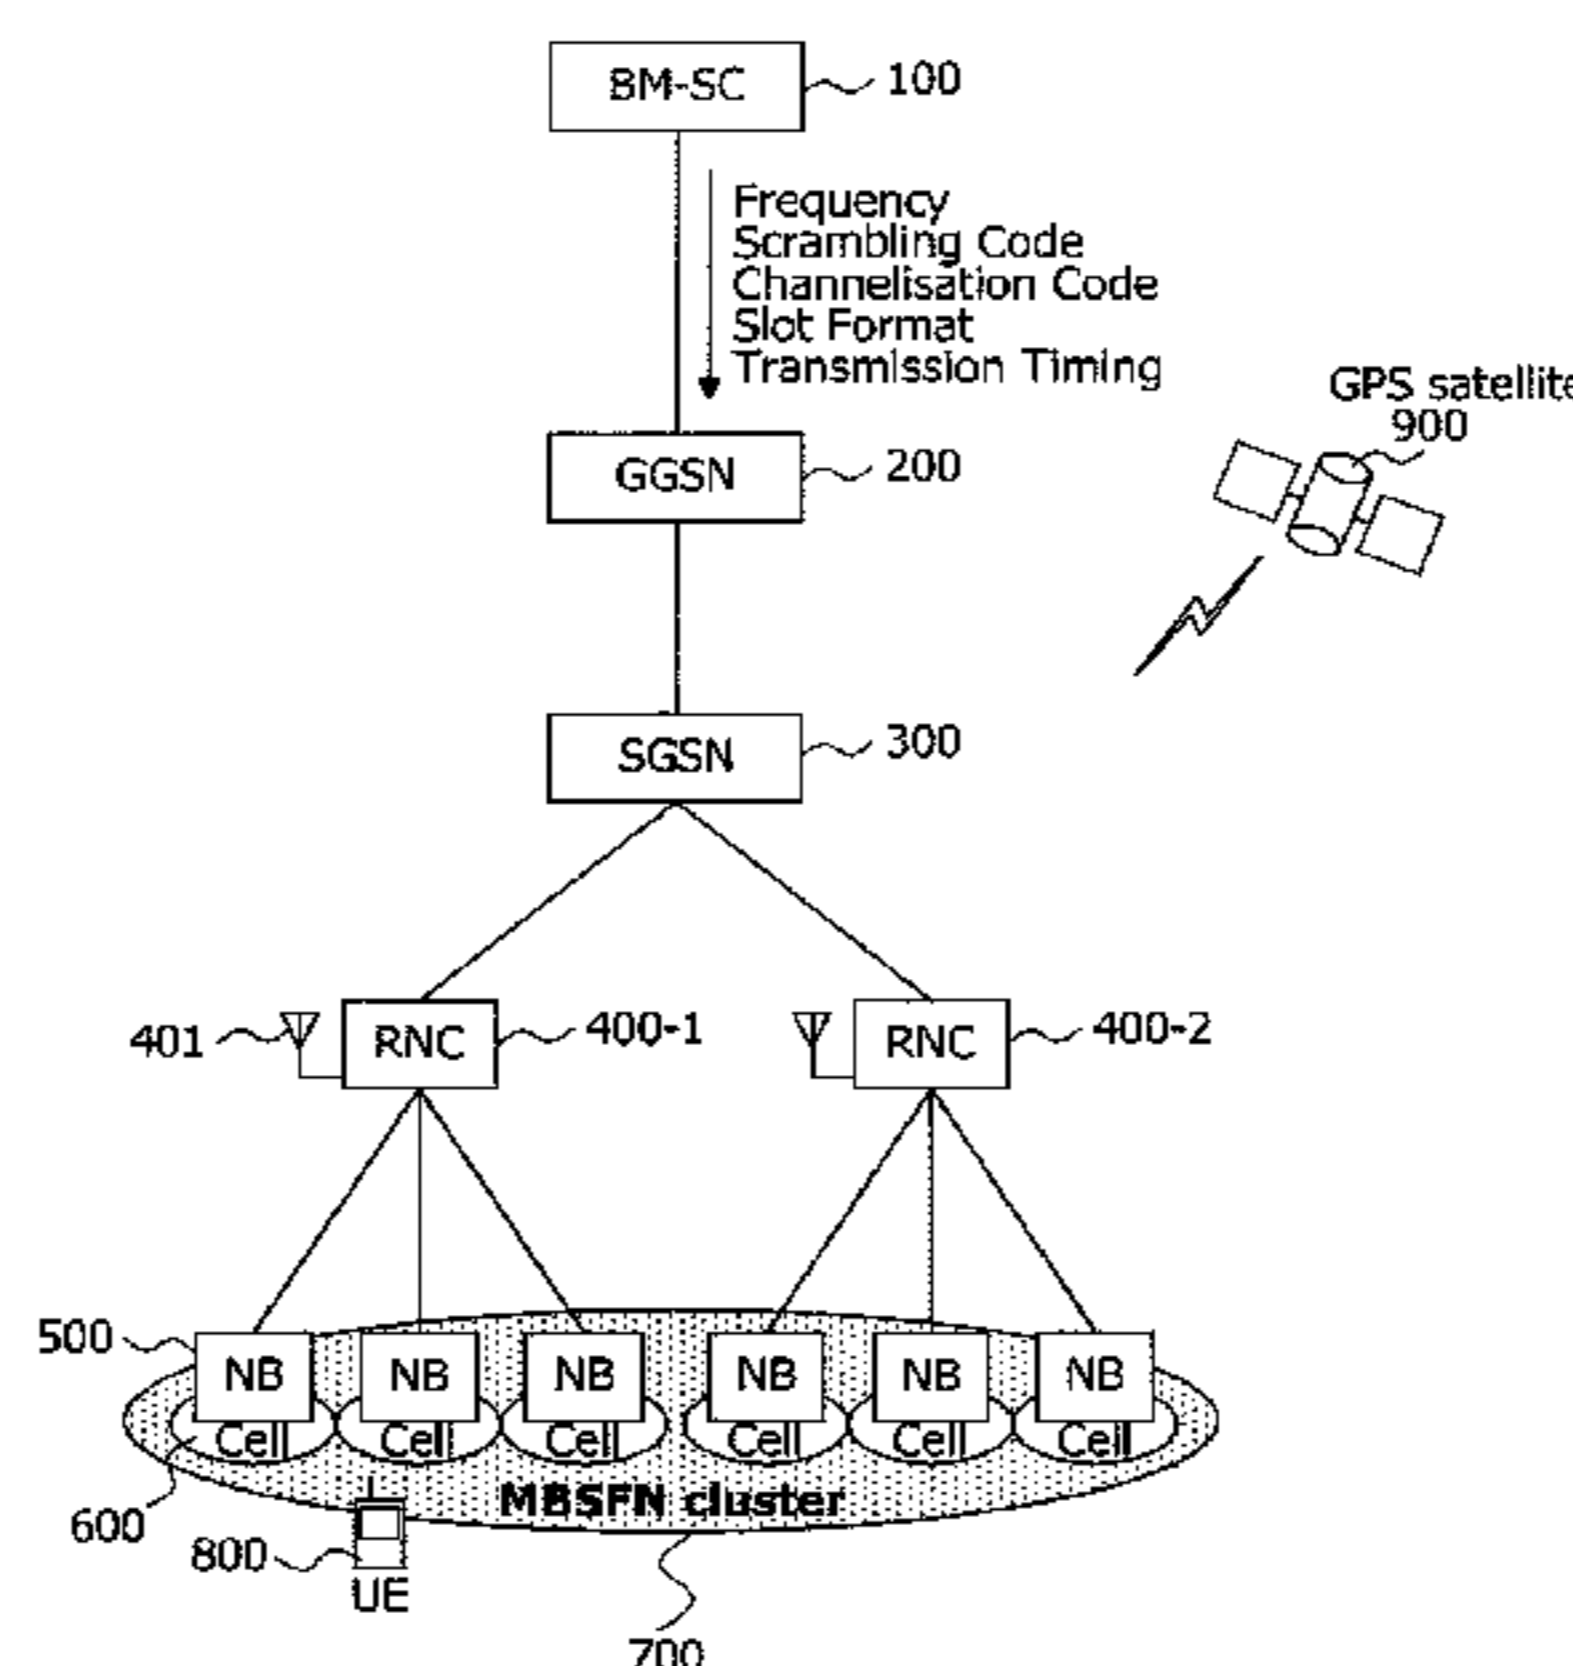 BM-SC
100
Frequency
Scrambling Code
Channelisation Code
Slot Format
Transmission Timing
GPS satellite
900
GGSN
200
SGSN
300
401
RNC
400-1
RNC
400-2
500
NB
NB
NB
NB
NB
NB
Cell
Cell
Cell
Cell
Cell
Cell
MBSFN cluster
600
800
UE
700